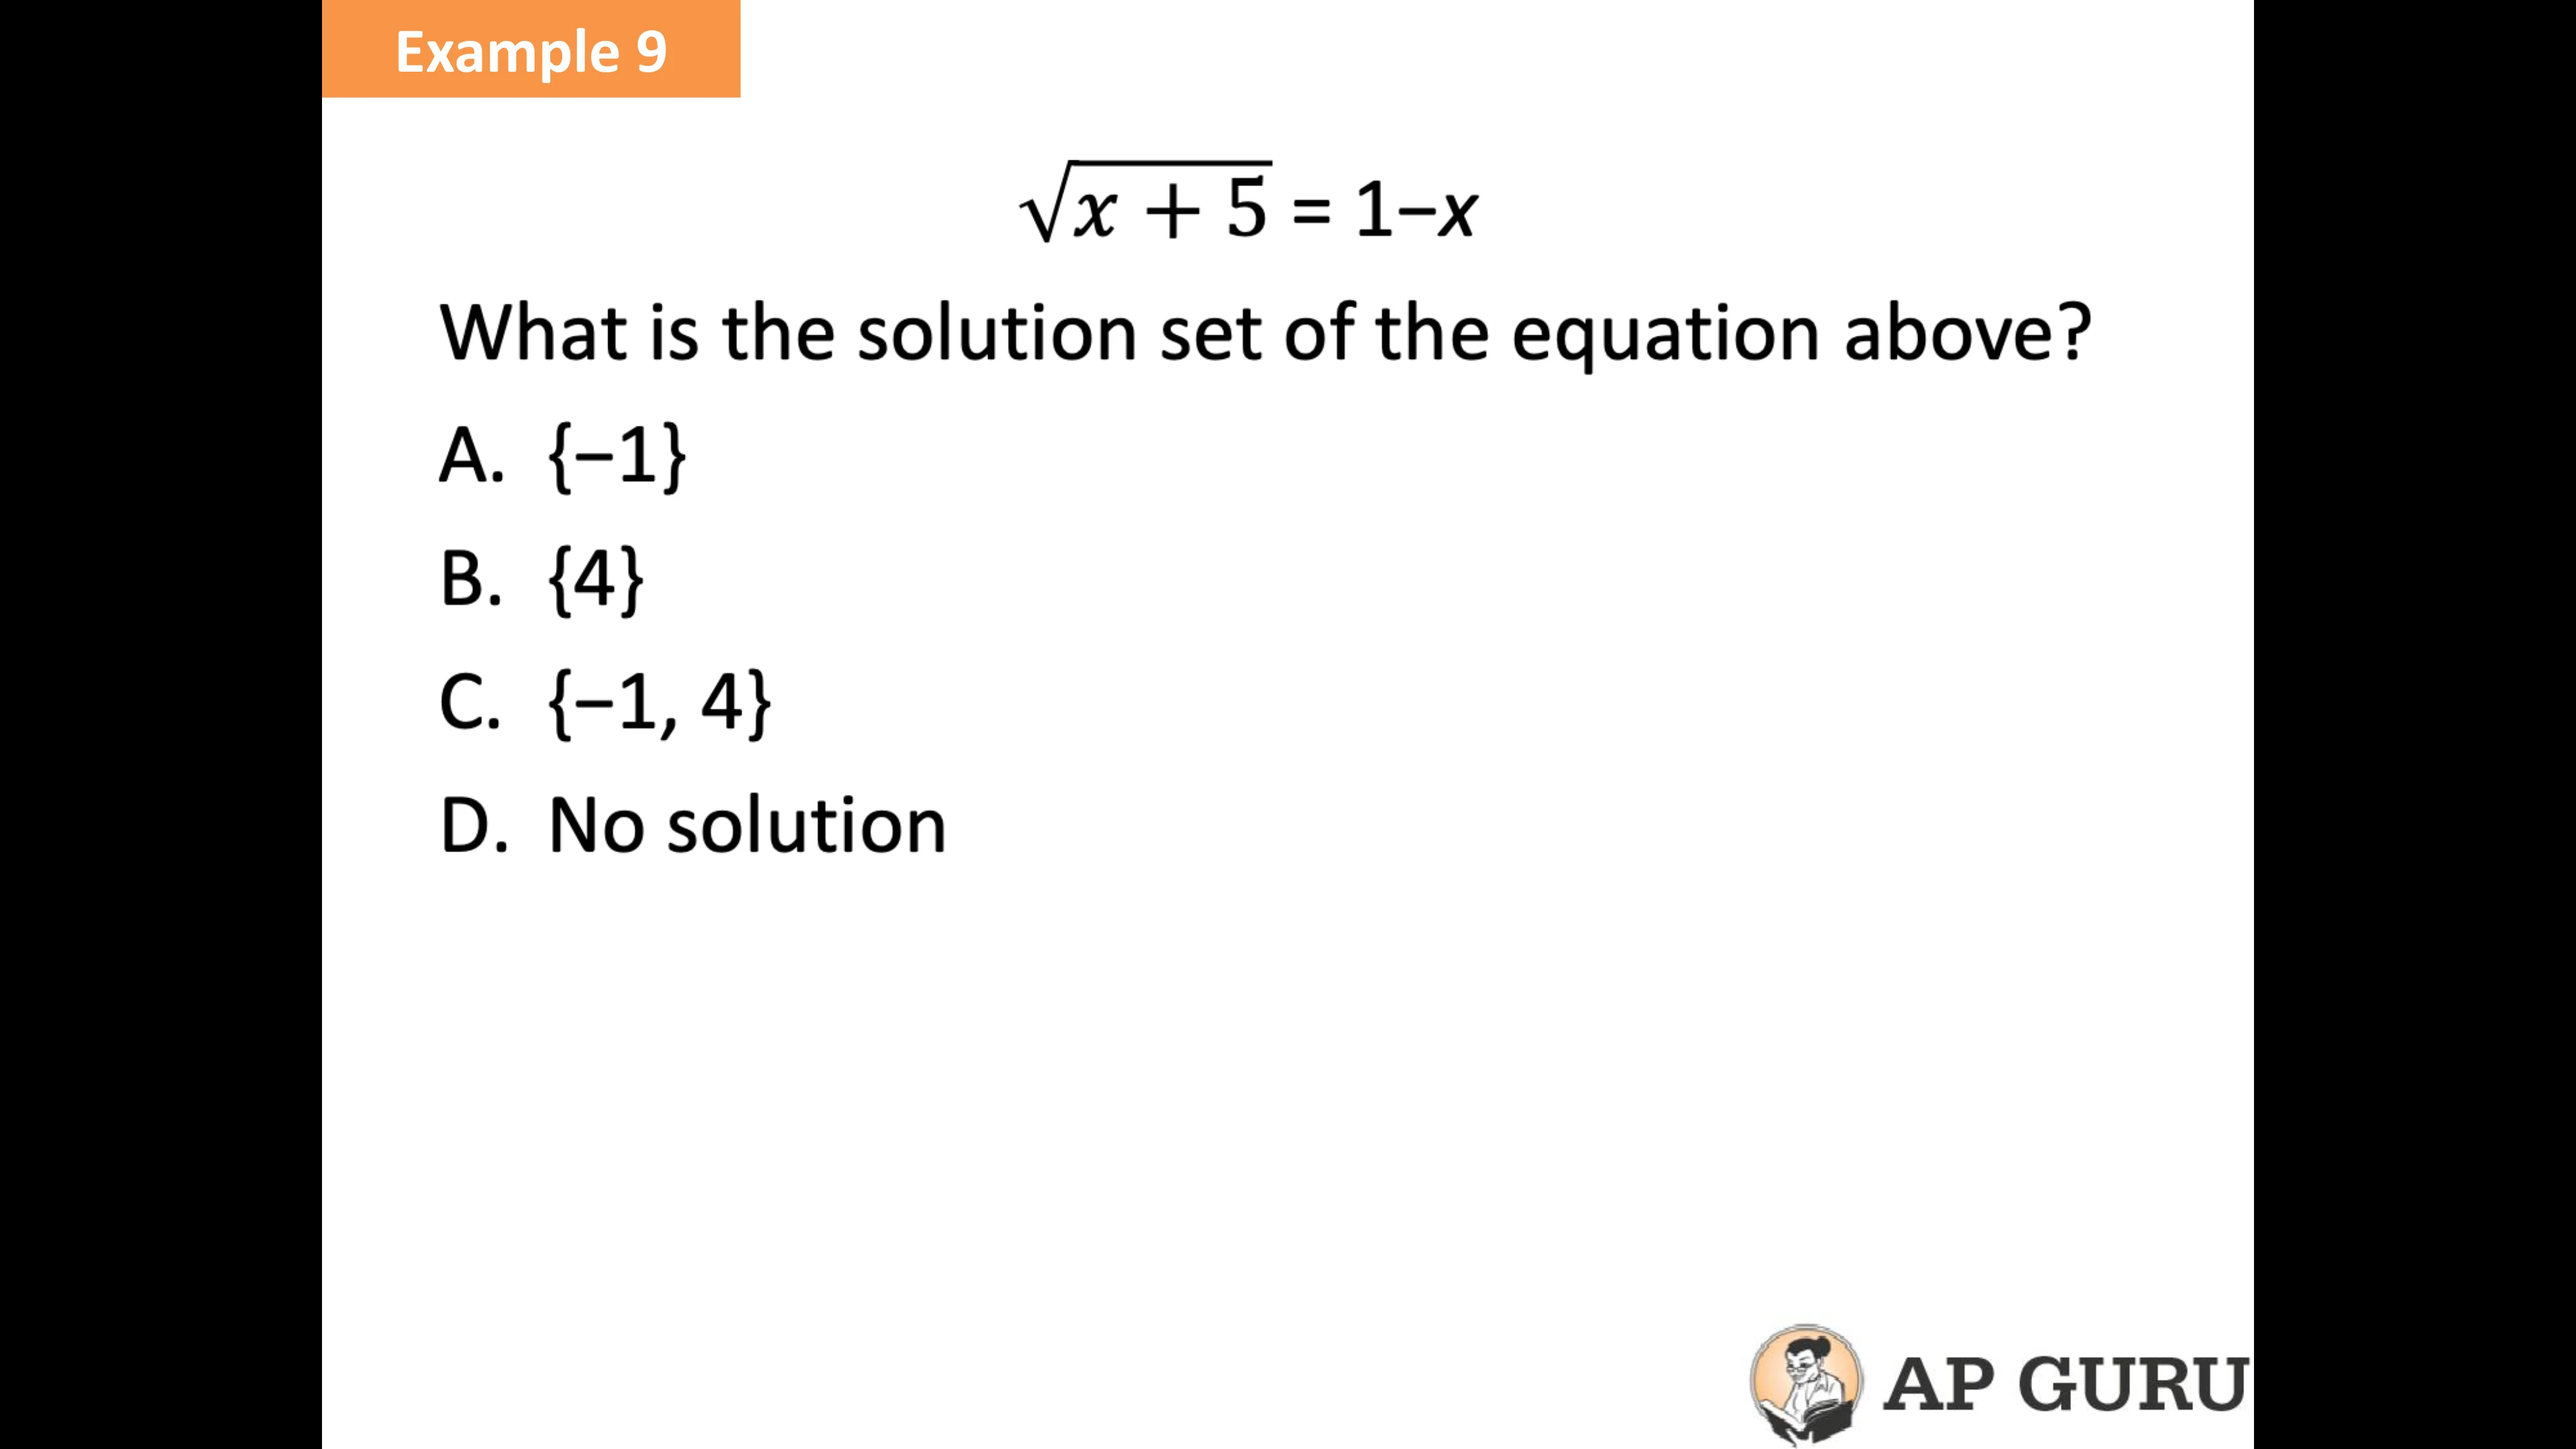 Example 9
√x + 5 = 1–x
What is the solution set of the equation above?
A. {–1}
B. {4}
C. {–1, 4}
D. No solution
AP GURU